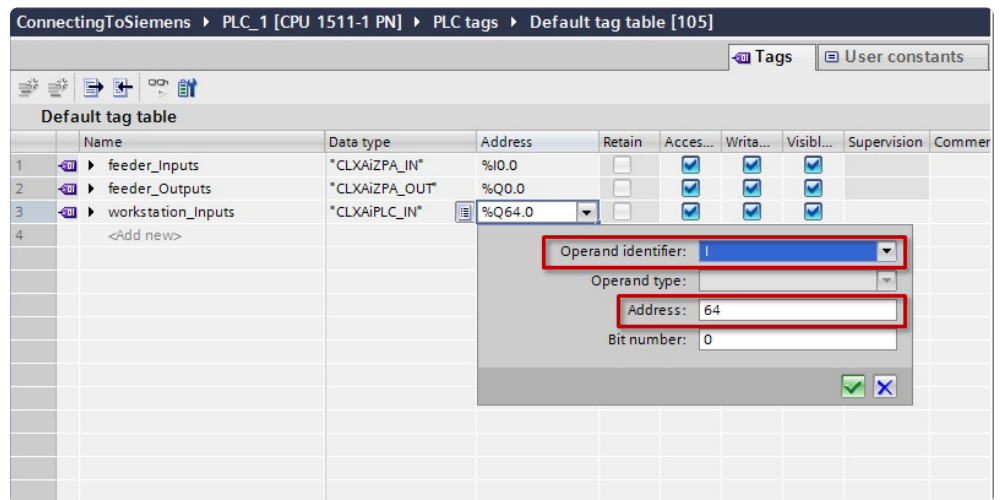 ConnectingToSiemens ▸ PLC_1 [CPU 1511-1 PN] ▸ PLC tags ▸ Default tag table [105]
Tags User constants
Default tag table
Name Data type Address Retain Acces... Writa... Visibl... Supervision Commer
1 feeder_Inputs "CLXAiZPA_IN" %I0.0
2 feeder_Outputs "CLXAiZPA_OUT" %Q0.0
3 workstation_Inputs "CLXAiPLC_IN" %Q64.0
4 <Add new>
Operand identifier: I
Operand type:
Address: 64
Bit number: 0